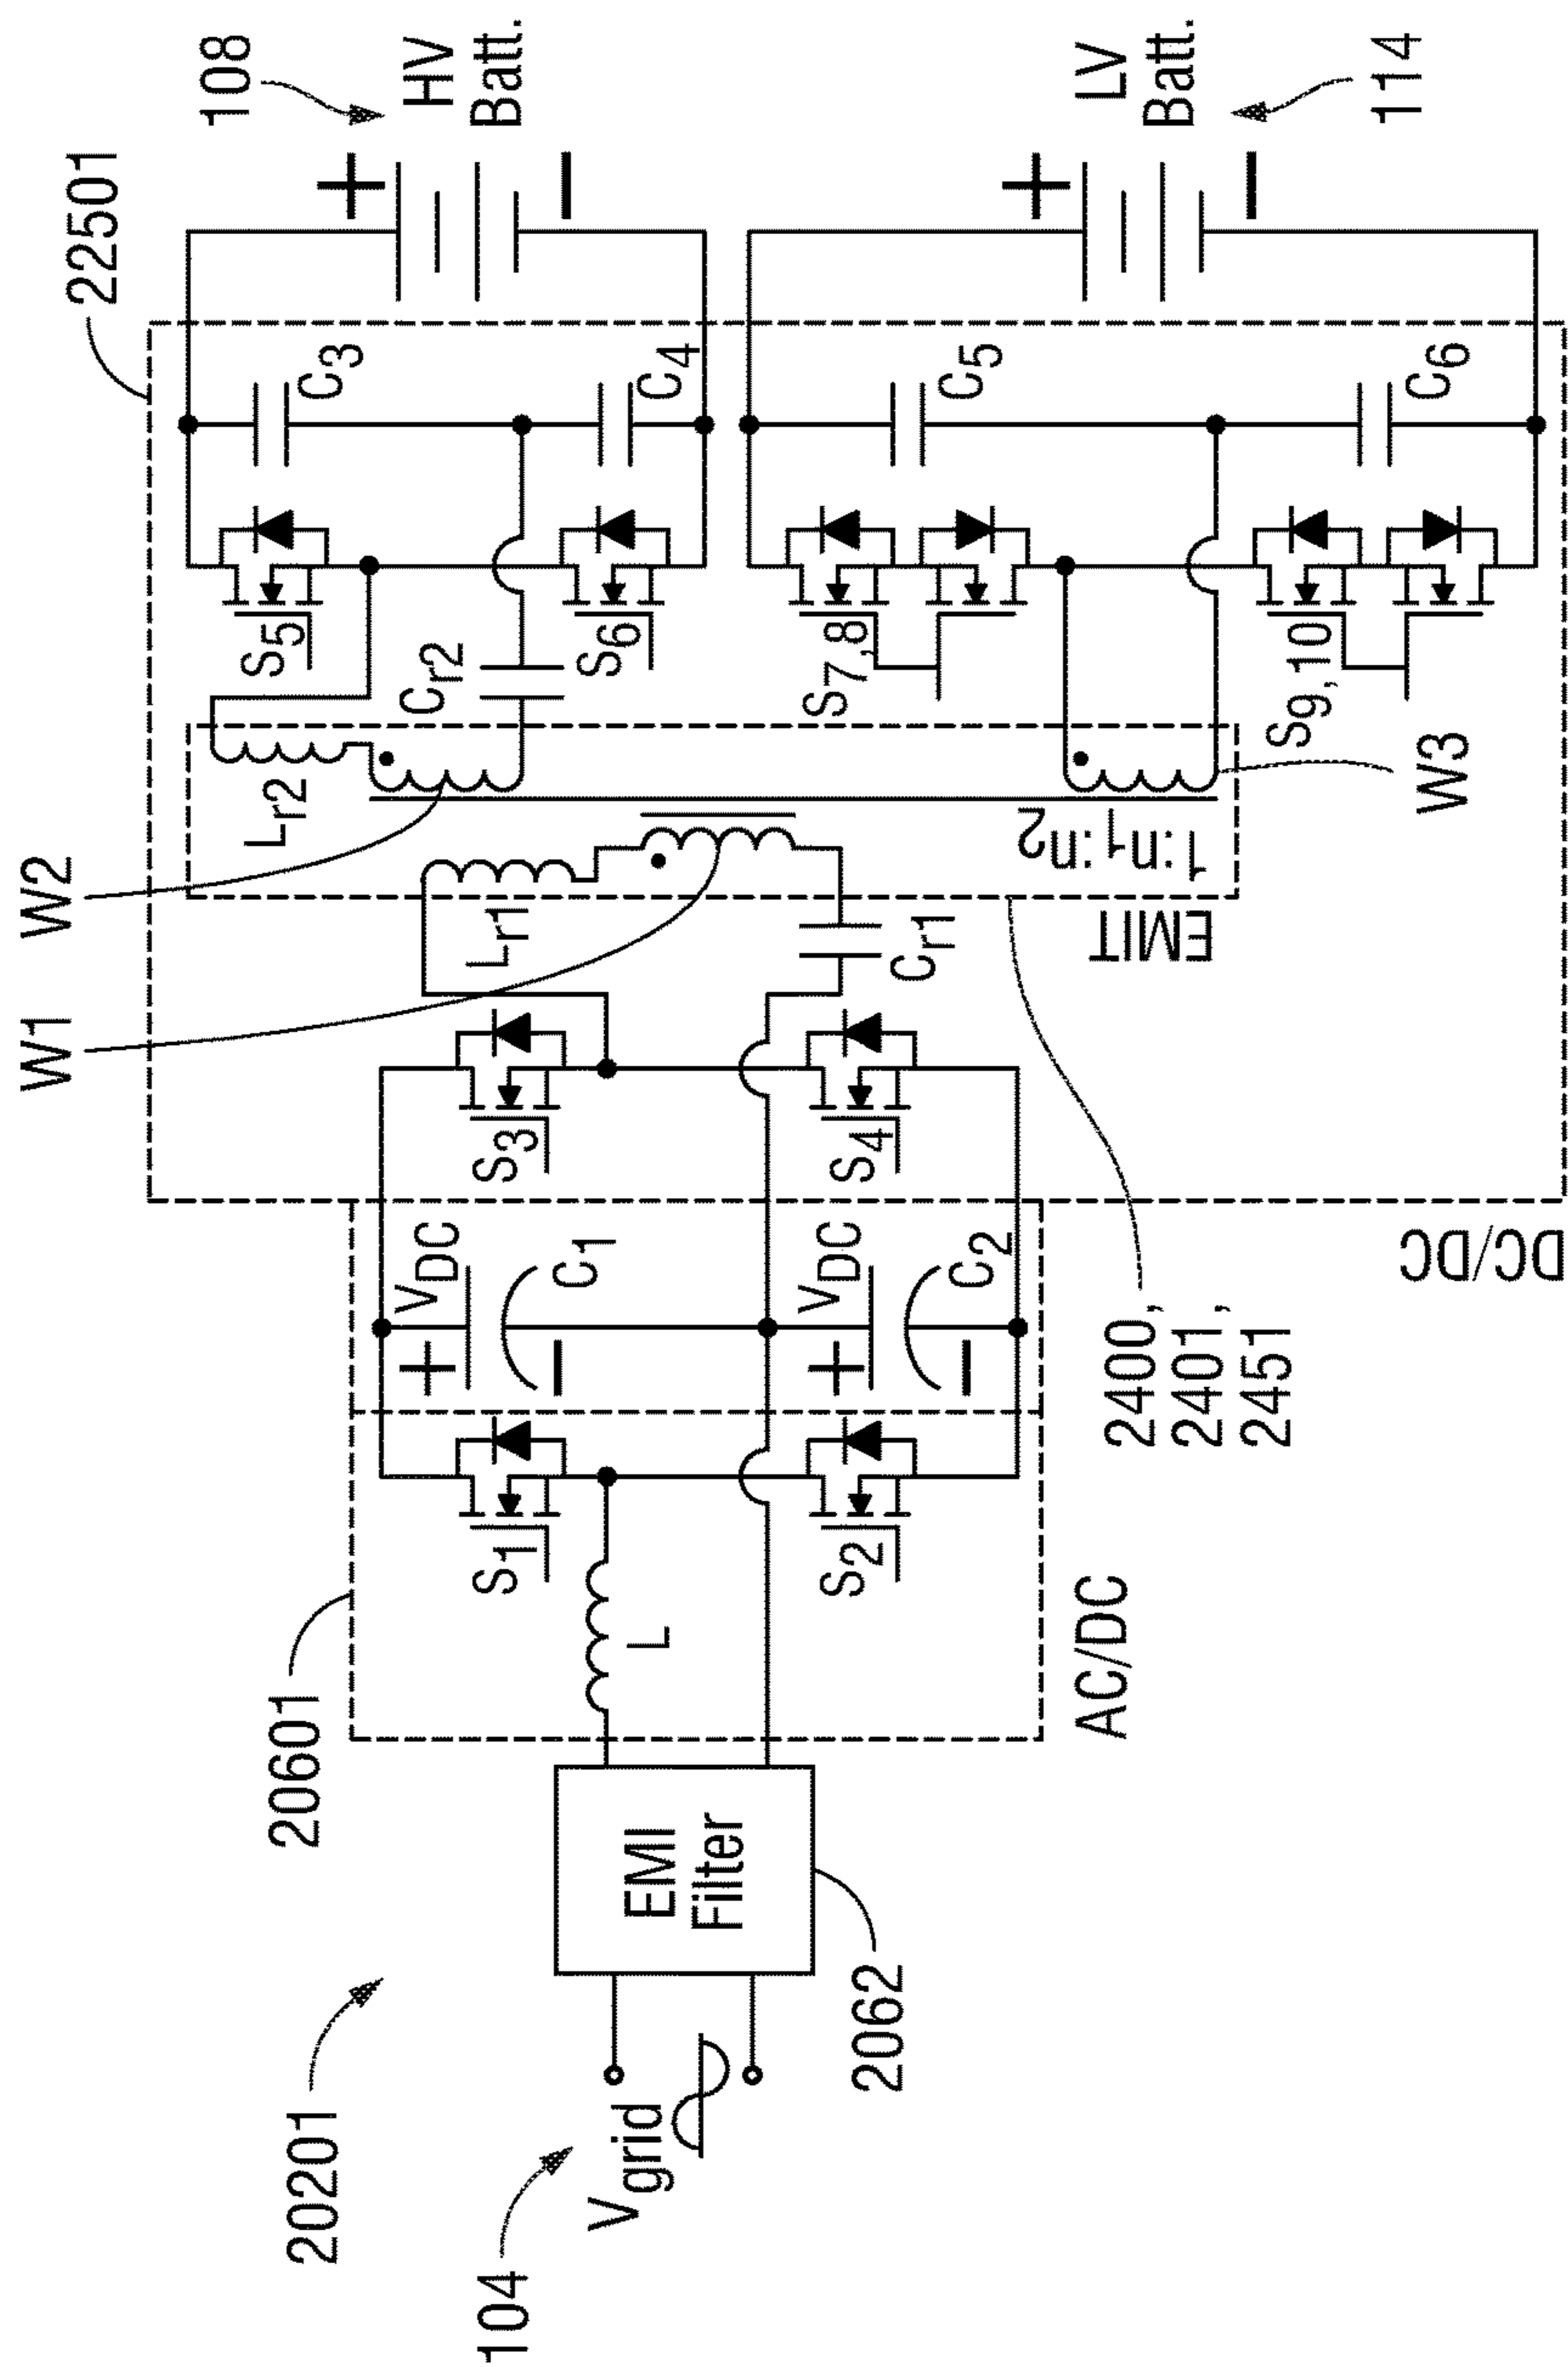 20201
104
Vgrid
EMI
Filter
2062
20601
AC/DC
L
S1
S2
VDC
+
−
C1
VDC
+
−
C2
W1
W2
S3
S4
Lr1
Cr1
EMIT
1:n1:n2
2400,
2401,
2451
DC/DC
Lr2
Cr2
W3
S5
S6
S7,8
S9,10
C3
C4
C5
C6
22501
108
HV
Batt.
+
−
LV
Batt.
+
−
114